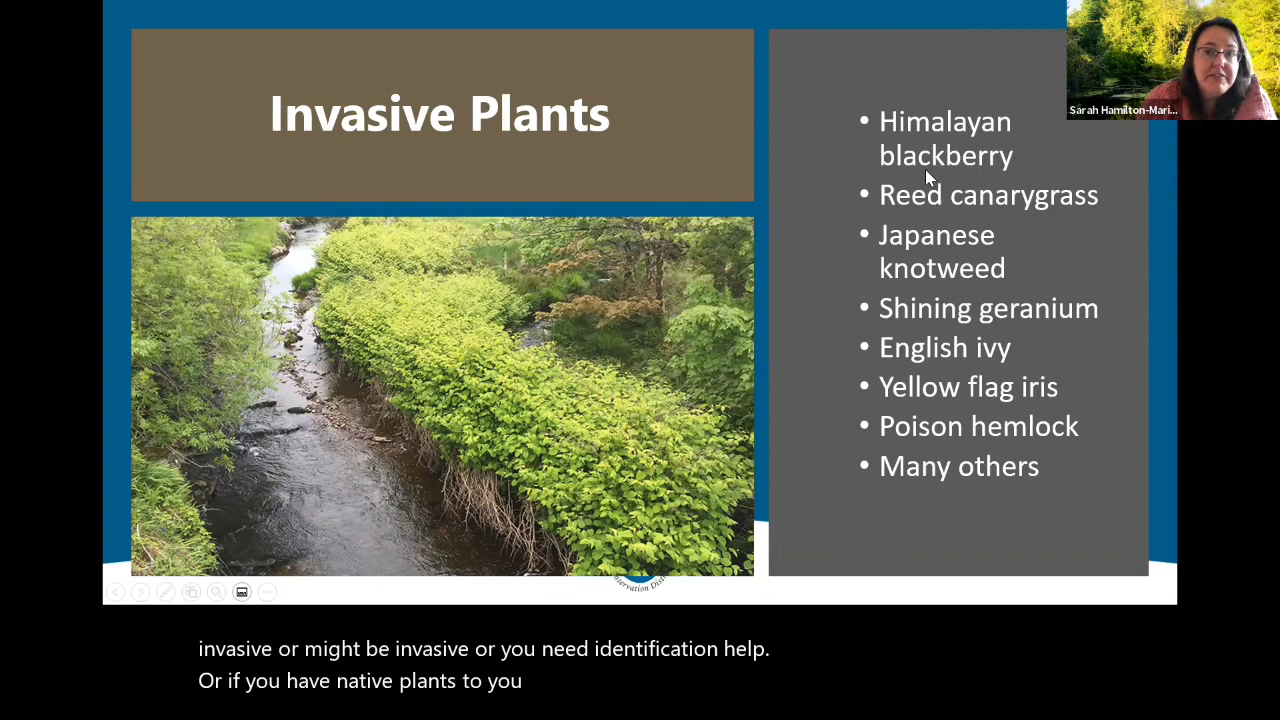 Invasive Plants
Sarah Hamilton-Mari...
• Himalayan
blackberry
• Reed canarygrass
• Japanese
knotweed
• Shining geranium
• English ivy
• Yellow flag iris
• Poison hemlock
• Many others
invasive or might be invasive or you need identification help.
Or if you have native plants to you